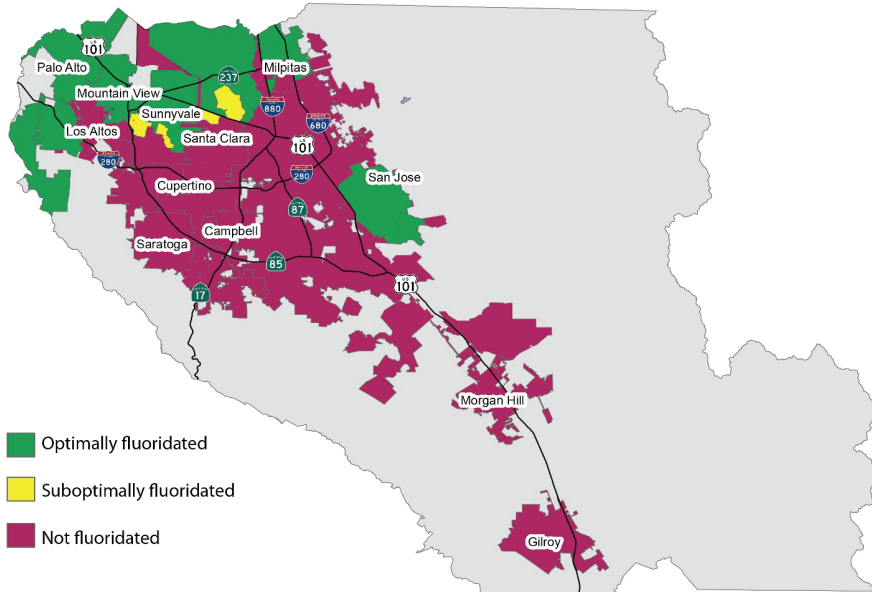 U S
101
Palo Alto
237
Milpitas
Mountain View
Sunnyvale
880
Los Altos
Santa Clara
680
U S
101
280
280
San Jose
Cupertino
87
Campbell
Saratoga
85
U S
101
17
Morgan Hill
Optimally fluoridated
Suboptimally fluoridated
Not fluoridated
Gilroy